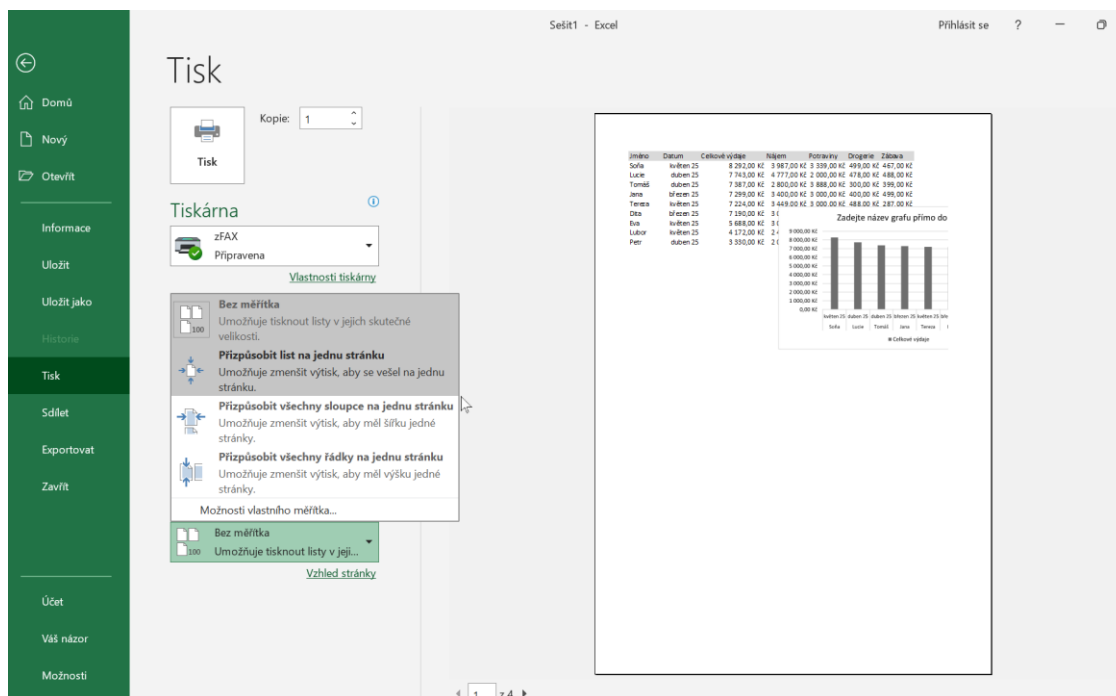 Sešit1 - Excel
Přihlásit se
?
Domů
Nový
Otevřít
Informace
Uložit
Uložit jako
Historie
Tisk
Sdílet
Exportovat
Zavřít
Účet
Váš názor
Možnosti
Tisk
Tisk
Kopie: 1
Tiskárna
zFAX
Připravena
Vlastnosti tiskárny
Bez měřítka
Umožňuje tisknout listy v jejich skutečné
velikosti.
Přizpůsobit list na jednu stránku
Umožňuje zmenšit výtisk, aby se vešel na jednu
stránku.
Přizpůsobit všechny sloupce na jednu stránku
Umožňuje zmenšit výtisk, aby měl šířku jedné
stránky.
Přizpůsobit všechny řádky na jednu stránku
Umožňuje zmenšit výtisk, aby měl výšku jedné
stránky.
Možnosti vlastního měřítka...
100
Bez měřítka
Umožňuje tisknout listy v jeji...
100
Vzhled stránky
Jméno Datum Celkové výdaje Nájem Potraviny Drogerie Zábava
Soňa květen 25 8 292,00 Kč 3 987,00 Kč 3 339,00 Kč 499,00 Kč 467,00 Kč
Lucie duben 25 7 743,00 Kč 4 777,00 Kč 2 000,00 Kč 478,00 Kč 488,00 Kč
Tomáš duben 25 7 387,00 Kč 2 800,00 Kč 3 888,00 Kč 300,00 Kč 399,00 Kč
Jana březen 25 7 299,00 Kč 3 400,00 Kč 3 000,00 Kč 400,00 Kč 499,00 Kč
Tereza květen 25 7 224,00 Kč 3 449,00 Kč 3 000,00 Kč 488,00 Kč 287,00 Kč
Dita březen 25 7 190,00 Kč
Eva květen 25 5 688,00 Kč
Lubor květen 25 4 172,00 Kč
Petr duben 25 3 330,00 Kč
Zadejte název grafu přímo do
9 000,00 Kč
8 000,00 Kč
7 000,00 Kč
6 000,00 Kč
5 000,00 Kč
4 000,00 Kč
3 000,00 Kč
2 000,00 Kč
1 000,00 Kč
0,00 Kč
květen 25 duben 25 duben 25 březen 25 květen 25
Soňa Lucie Tomáš Jana Tereza
Celkové výdaje
1 z 4